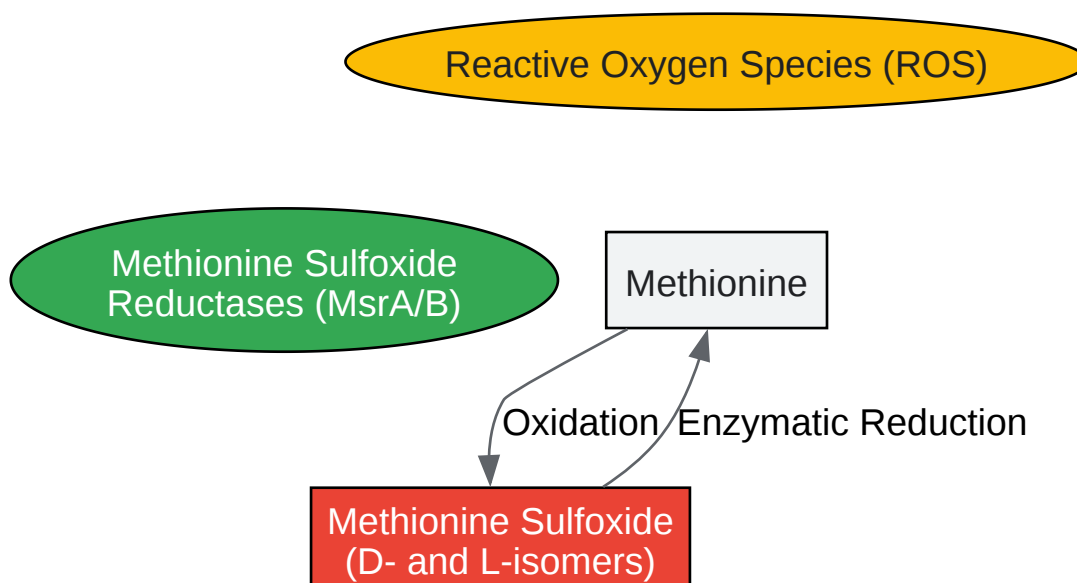 Reactive Oxygen Species (ROS)
Methionine Sulfoxide
Reductases (MsrA/B)
Methionine
Oxidation
Enzymatic Reduction
Methionine Sulfoxide
(D- and L-isomers)